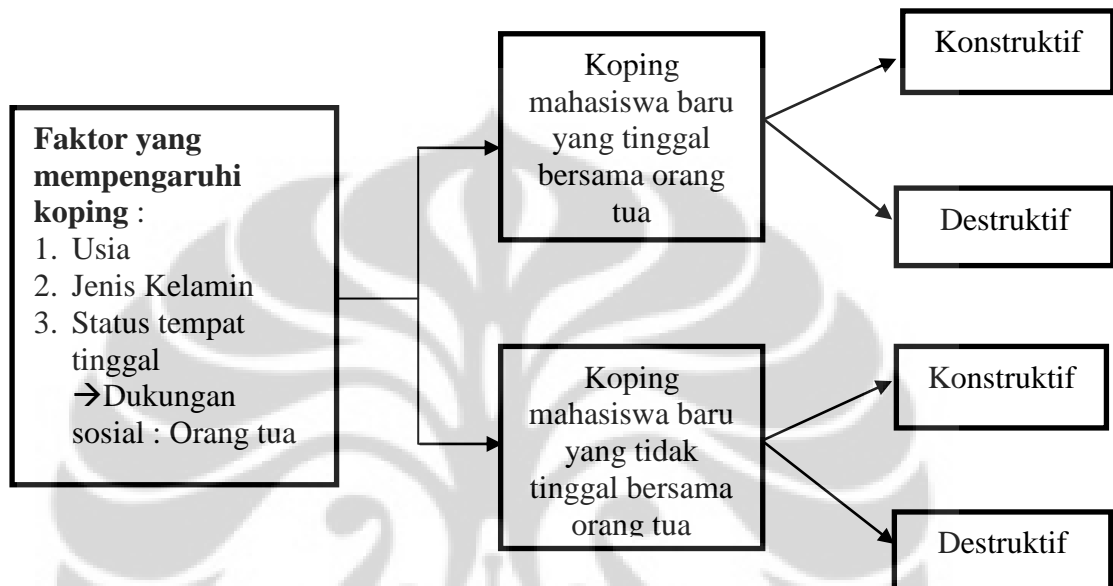 Faktor yang
mempengaruhi
koping :
1. Usia
2. Jenis Kelamin
3. Status tempat
tinggal
→Dukungan
sosial : Orang tua
Koping
mahasiswa baru
yang tinggal
bersama orang
tua
Konstruktif
Destruktif
Koping
mahasiswa baru
yang tidak
tinggal bersama
orang tua
Konstruktif
Destruktif